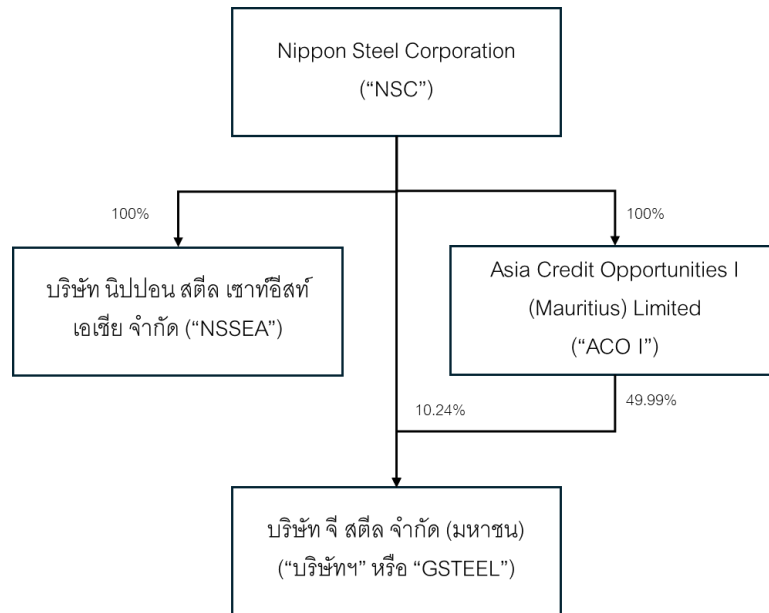 Nippon Steel Corporation
(“NSC”)
100%
100%
บริษัท นิปปอน สตีล เซาท์อีสท์
เอเชีย จำกัด (“NSSEA”)
Asia Credit Opportunities I
(Mauritius) Limited
(“ACO I”)
10.24%
49.99%
บริษัท จี สตีล จำกัด (มหาชน)
(“บริษัทฯ” หรือ “GSTEEL”)